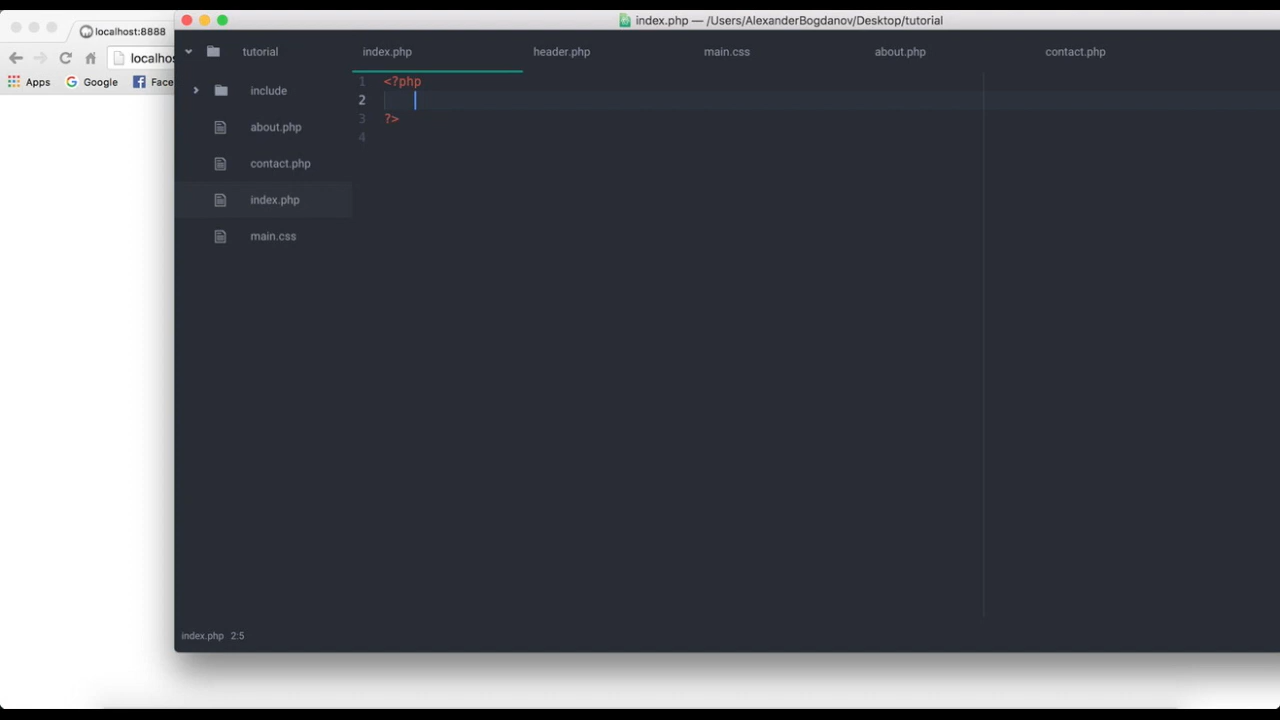 index.php — /Users/AlexanderBogdanov/Desktop/tutorial
localhost:8888
tutorial
index.php
header.php
main.css
about.php
contact.php
localhos
Apps
Google
Face
include
about.php
contact.php
index.php
main.css
1 <?php
2
3 ?>
4
index.php 2:5